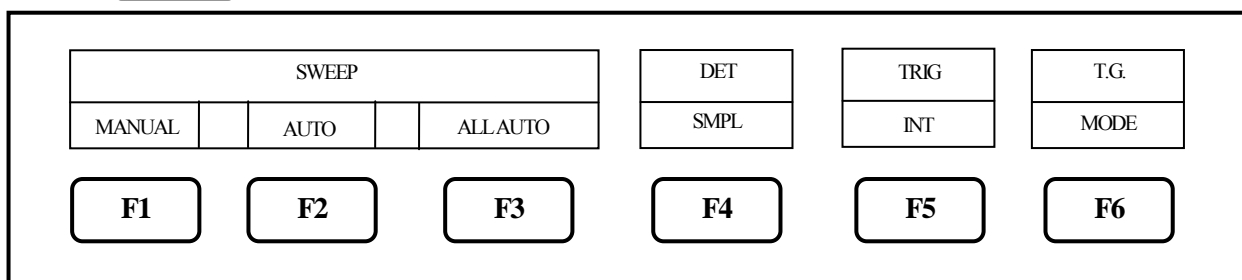 SWEEP DET TRIG T.G.
MANUAL AUTO ALL AUTO SMPL INT MODE
F1 F2 F3 F4 F5 F6